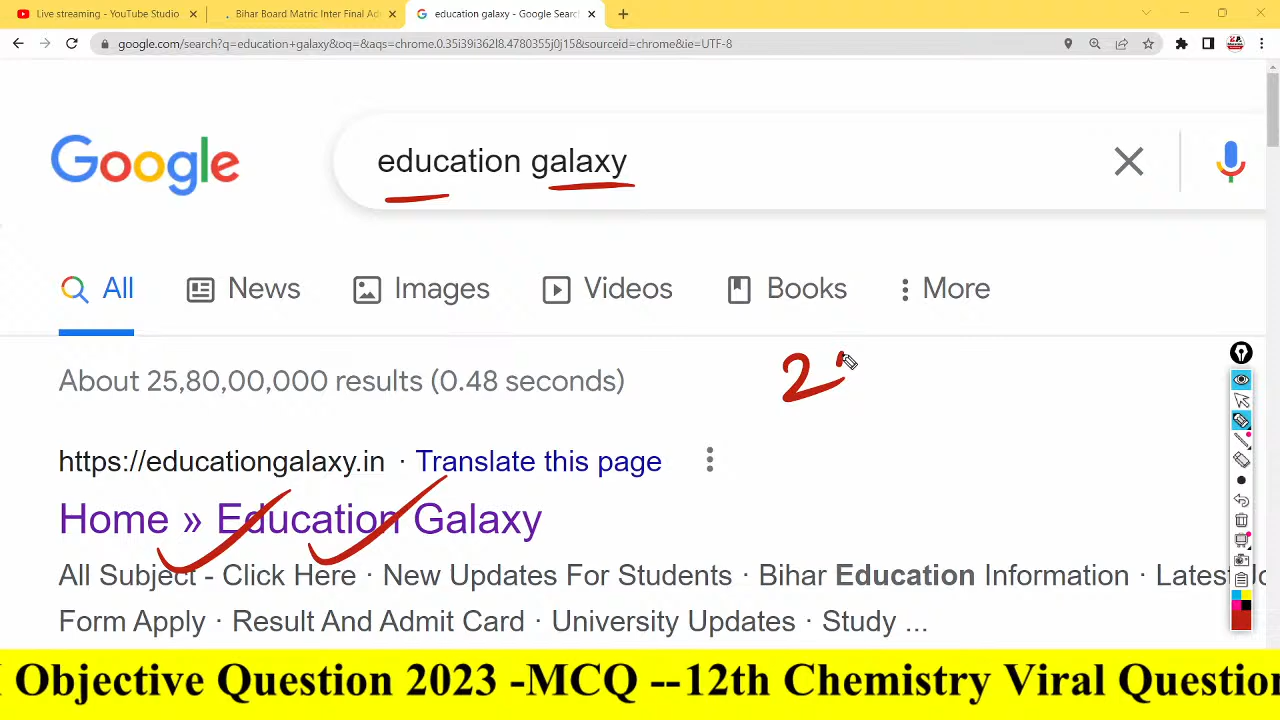 Live streaming - YouTube Studio
Bihar Board Matric Inter Final Ad
education galaxy - Google Searc
google.com/search?q=education+galaxy&oq=&aqs=chrome.0.35i39i362l8.4790355j0j15&sourceid=chrome&ie=UTF-8
Google
education galaxy
All News Images Videos Books More
About 25,80,00,000 results (0.48 seconds)
2
https://educationgalaxy.in · Translate this page
Home » Education Galaxy
All Subject - Click Here · New Updates For Students · Bihar Education Information · Latest Jo
Form Apply · Result And Admit Card · University Updates · Study ...
Objective Question 2023 -MCQ --12th Chemistry Viral Question